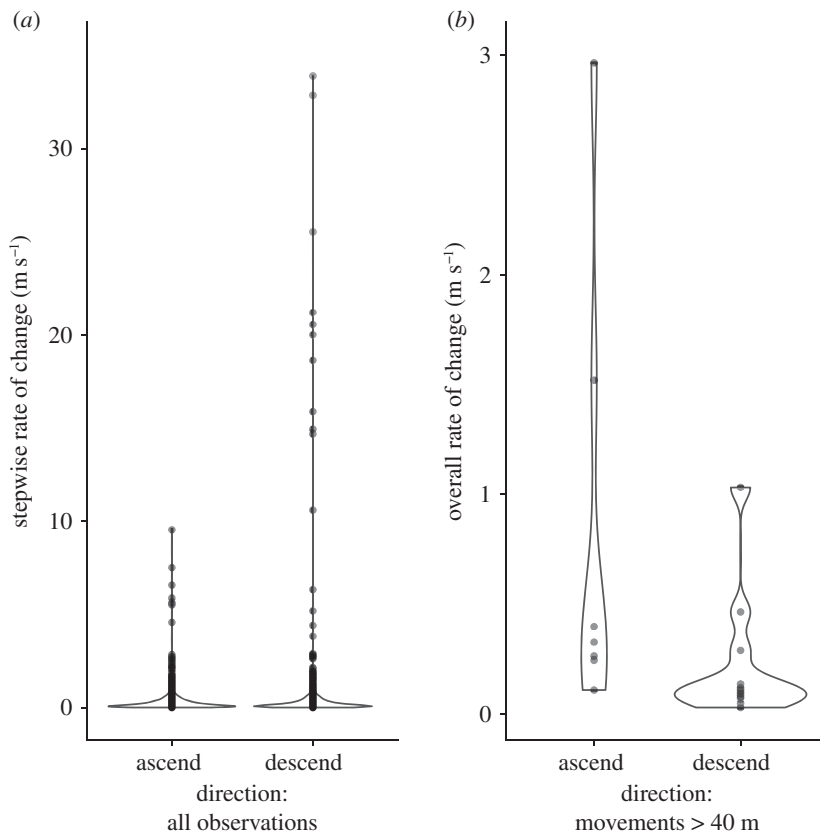 (a)
stepwise rate of change (m s⁻¹)
30
20
10
0
ascend
descend
direction:
all observations
(b)
overall rate of change (m s⁻¹)
3
2
1
0
ascend
descend
direction:
movements > 40 m